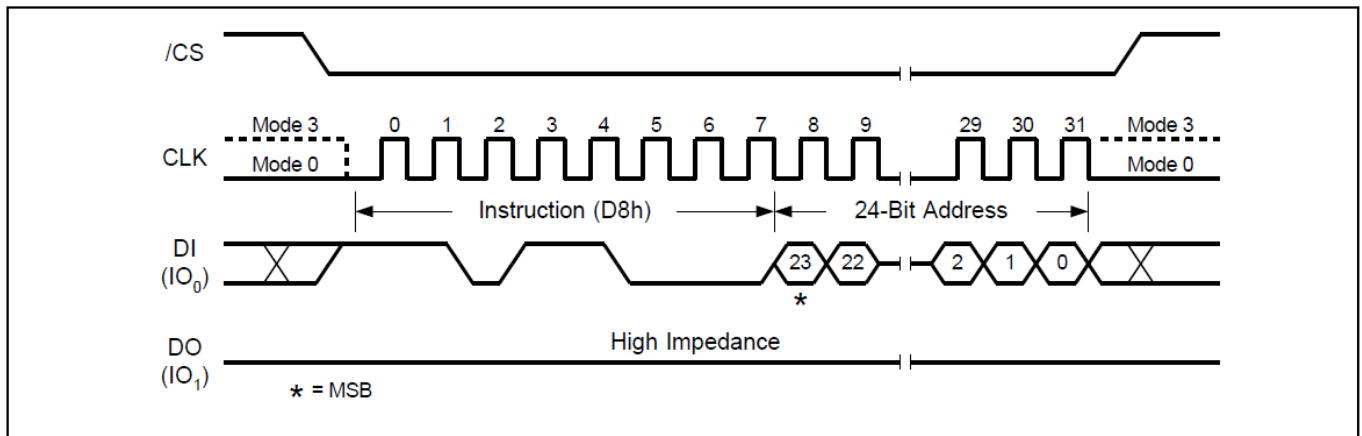 /CS
Mode 3 0 1 2 3 4 5 6 7 8 9 29 30 31 Mode 3
CLK
Mode 0 Mode 0
Instruction (D8h) 24-Bit Address
DI
(IO₀)
23 22 2 1 0
*
DO
(IO₁)
High Impedance
* = MSB